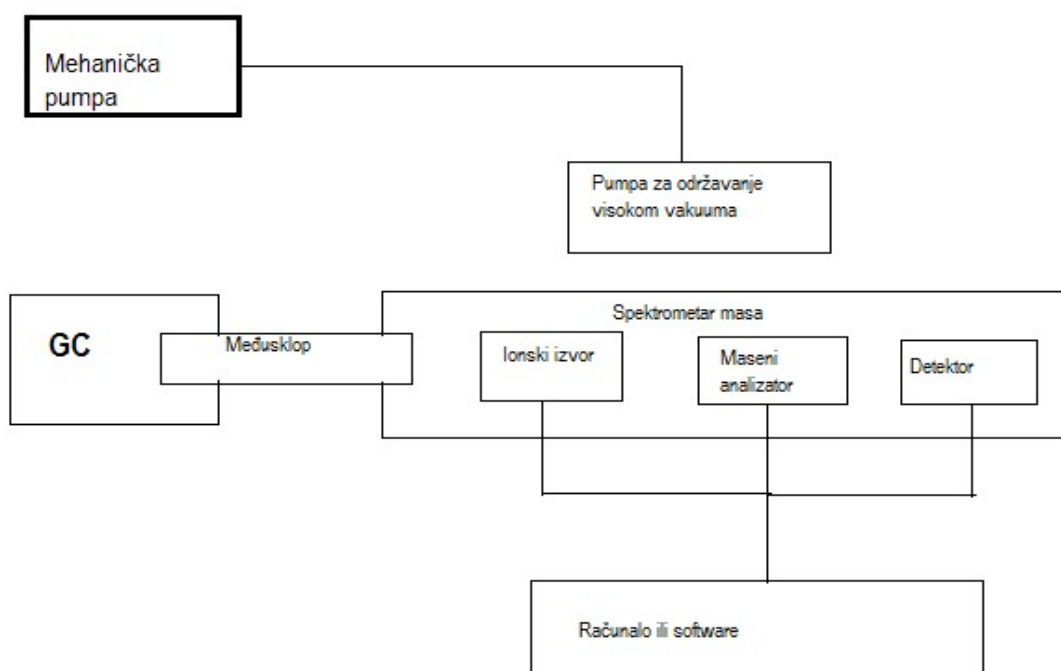 Mehanička
pumpa
Pumpa za održavanje
visokom vakuuma
Spektrometar masa
GC
Međusklop
Ionski izvor
Maseni
analizator
Detektor
Računalo ili software